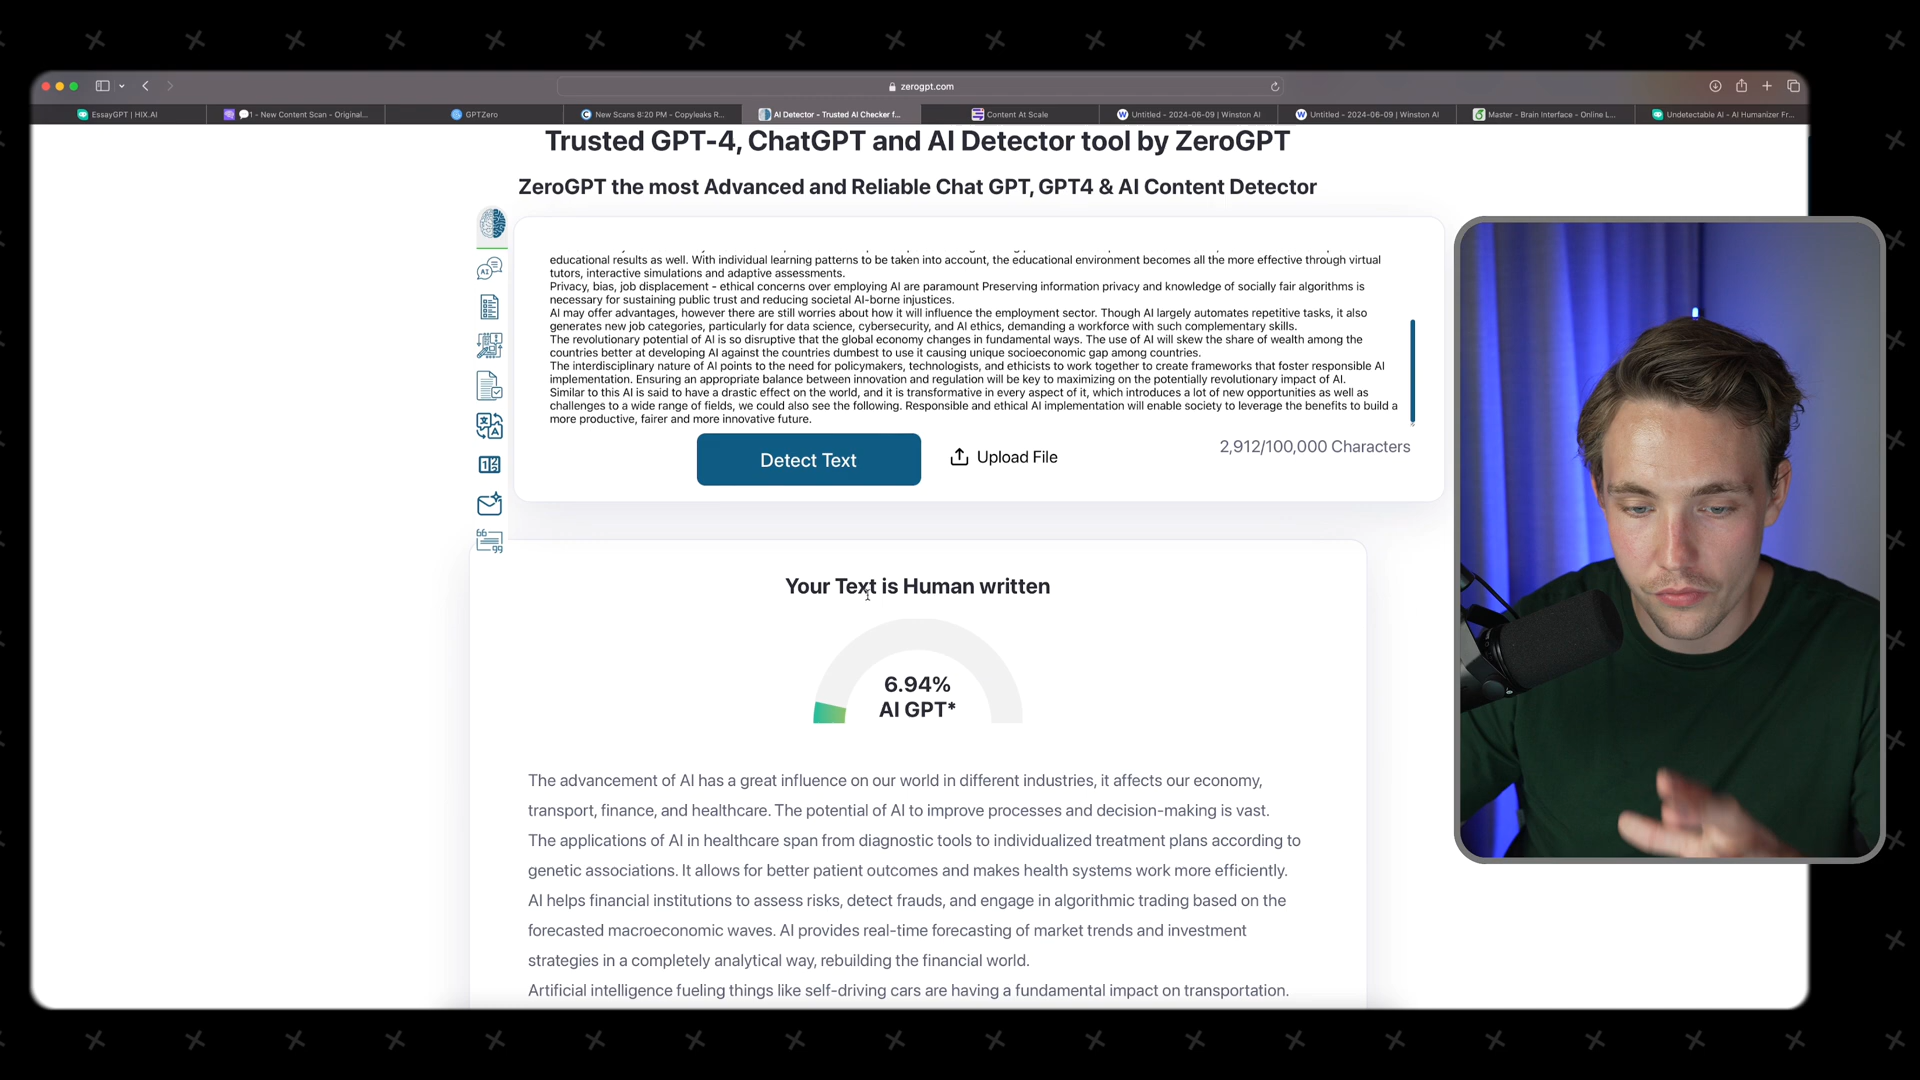 zerogpt.com
EssayGPT | HIX.AI
1 - New Content Scan - Original...
GPTZero
New Scans 8:20 PM - Copyleaks R...
AI Detector - Trusted AI Checker f...
Content At Scale
Untitled - 2024-06-09 | Winston AI
Untitled - 2024-06-09 | Winston AI
Master - Brain Interface - Online L...
Undetectable AI - AI Humanizer Fr...
Trusted GPT-4, ChatGPT and AI Detector tool by ZeroGPT
ZeroGPT the most Advanced and Reliable Chat GPT, GPT4 & AI Content Detector
educational results as well. With individual learning patterns to be taken into account, the educational environment becomes all the more effective through virtual
tutors, interactive simulations and adaptive assessments.
Privacy, bias, job displacement - ethical concerns over employing AI are paramount Preserving information privacy and knowledge of socially fair algorithms is
necessary for sustaining public trust and reducing societal AI-borne injustices.
AI may offer advantages, however there are still worries about how it will influence the employment sector. Though AI largely automates repetitive tasks, it also
generates new job categories, particularly for data science, cybersecurity, and AI ethics, demanding a workforce with such complementary skills.
The revolutionary potential of AI is so disruptive that the global economy changes in fundamental ways. The use of AI will skew the share of wealth among the
countries better at developing AI against the countries dumbest to use it causing unique socioeconomic gap among countries.
The interdisciplinary nature of AI points to the need for policymakers, technologists, and ethicists to work together to create frameworks that foster responsible AI
implementation. Ensuring an appropriate balance between innovation and regulation will be key to maximizing on the potentially revolutionary impact of AI.
Similar to this AI is said to have a drastic effect on the world, and it is transformative in every aspect of it, which introduces a lot of new opportunities as well as
challenges to a wide range of fields, we could also see the following. Responsible and ethical AI implementation will enable society to leverage the benefits to build a
more productive, fairer and more innovative future.
Detect Text
Upload File
2,912/100,000 Characters
Your Text is Human written
6.94%
AI GPT*
The advancement of AI has a great influence on our world in different industries, it affects our economy,
transport, finance, and healthcare. The potential of AI to improve processes and decision-making is vast.
The applications of AI in healthcare span from diagnostic tools to individualized treatment plans according to
genetic associations. It allows for better patient outcomes and makes health systems work more efficiently.
AI helps financial institutions to assess risks, detect frauds, and engage in algorithmic trading based on the
forecasted macroeconomic waves. AI provides real-time forecasting of market trends and investment
strategies in a completely analytical way, rebuilding the financial world.
Artificial intelligence fueling things like self-driving cars are having a fundamental impact on transportation.